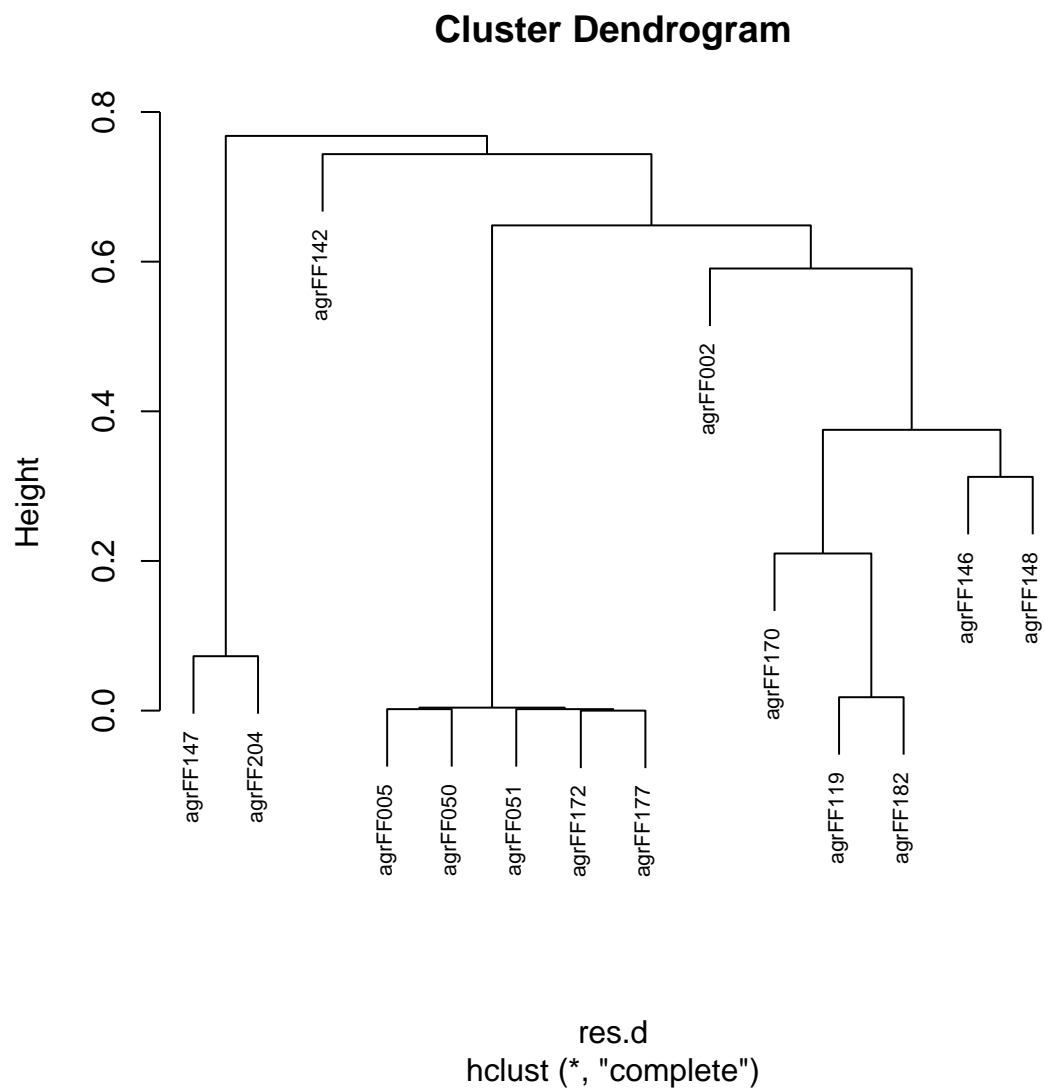 Cluster Dendrogram
Height
0.8
0.6
0.4
0.2
0.0
agrFF147
agrFF204
agrFF142
agrFF005
agrFF050
agrFF051
agrFF172
agrFF177
agrFF002
agrFF170
agrFF119
agrFF182
agrFF146
agrFF148
res.d
hclust (*, "complete")